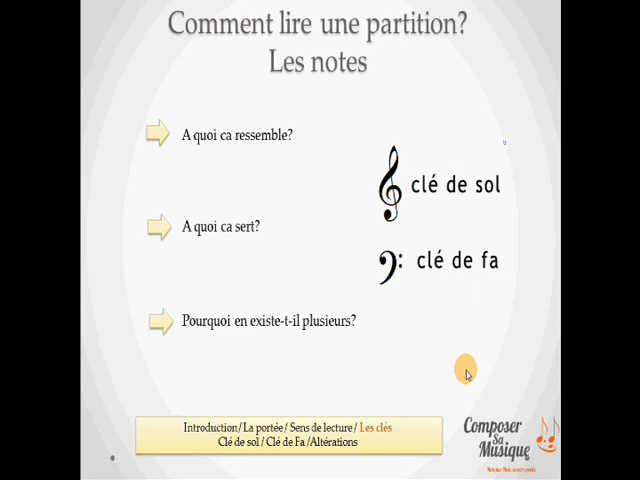 Comment lire une partition?
Les notes
A quoi ca ressemble?
clé de sol
A quoi ca sert?
clé de fa
Pourquoi en existe-t-il plusieurs?
Introduction/ La portée/ Sens de lecture/ Les clés
Clé de sol / Clé de Fa /Altérations
Composer
Sa
Musique